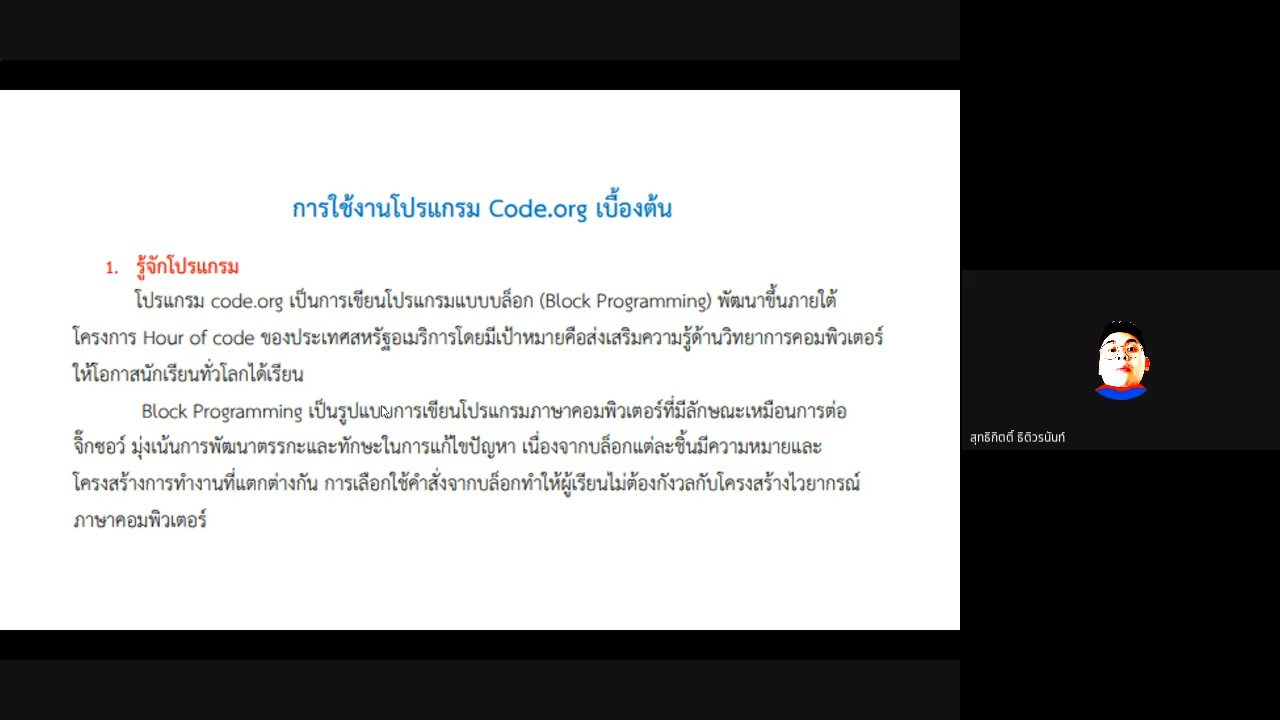 การใช้งานโปรแกรม Code.org เบื้องต้น
1. รู้จักโปรแกรม
โปรแกรม code.org เป็นการเขียนโปรแกรมแบบบล็อก (Block Programming) พัฒนาขึ้นภายใต้
โครงการ Hour of code ของประเทศสหรัฐอเมริการโดยมีเป้าหมายคือส่งเสริมความรู้ด้านวิทยาการคอมพิวเตอร์
ให้โอกาสนักเรียนทั่วโลกได้เรียน
Block Programming เป็นรูปแบบการเขียนโปรแกรมภาษาคอมพิวเตอร์ที่มีลักษณะเหมือนการต่อ
จิ๊กซอว์ มุ่งเน้นการพัฒนาตรรกะและทักษะในการแก้ไขปัญหา เนื่องจากบล็อกแต่ละชิ้นมีความหมายและ
โครงสร้างการทำงานที่แตกต่างกัน การเลือกใช้คำสั่งจากบล็อกทำให้ผู้เรียนไม่ต้องกังวลกับโครงสร้างไวยากรณ์
ภาษาคอมพิวเตอร์
สุทธิกิตติ์ ธิติวรนันท์